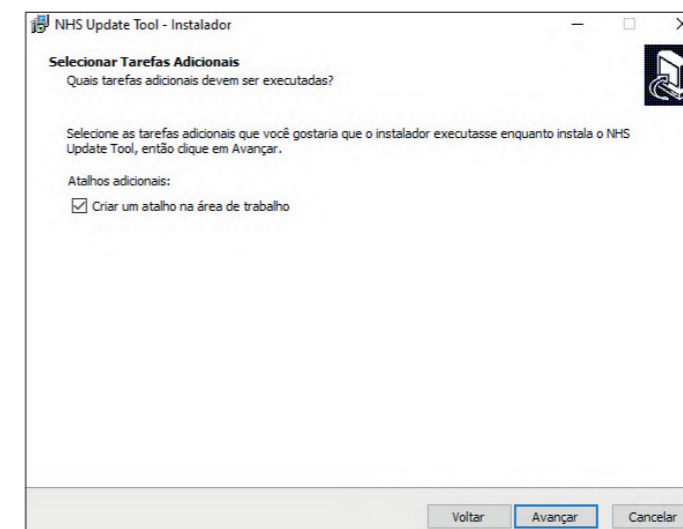 NHS Update Tool - Instalador
Selecionar Tarefas Adicionais
Quais tarefas adicionais devem ser executadas?
Selecione as tarefas adicionais que você gostaria que o instalador executasse enquanto instala o NHS
Update Tool, então clique em Avançar.
Atalhos adicionais:
Criar um atalho na área de trabalho
Voltar Avançar Cancelar